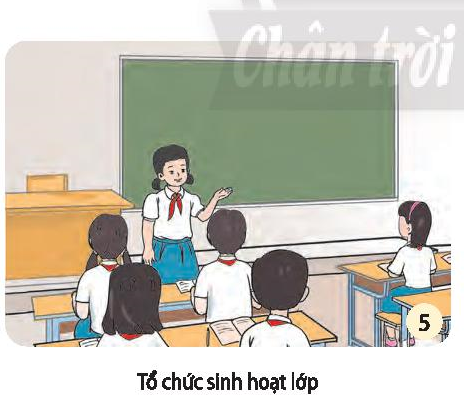 Chân trời
5
Tổ chức sinh hoạt lớp